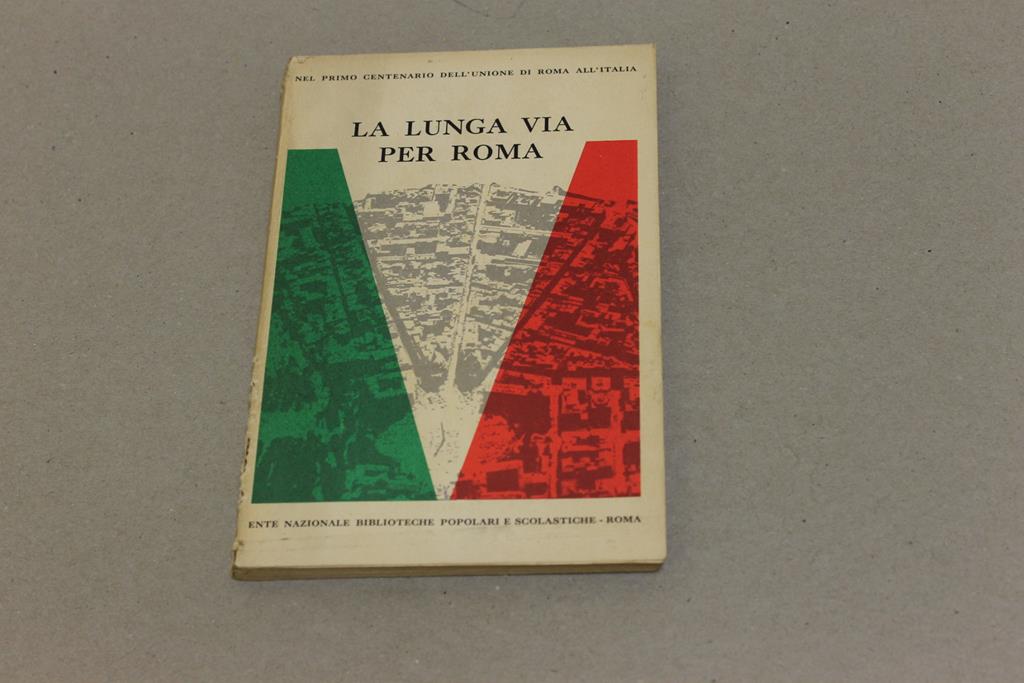 NEL PRIMO CENTENARIO DELL'UNIONE DI ROMA ALL'ITALIA
LA LUNGA VIA
PER ROMA
ENTE NAZIONALE BIBLIOTECHE POPOLARI E SCOLASTICHE - ROMA